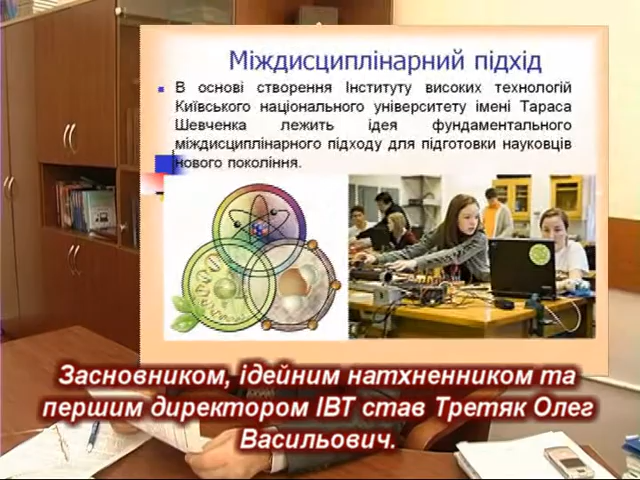 Міждисциплінарний підхід
В основі створення Інституту високих технологій
Київського національного університету імені Тараса
Шевченка лежить ідея фундаментального
міждисциплінарного підходу для підготовки науковців
нового покоління.
Засновником, ідейним натхненником та
першим директором ІВТ став Третяк Олег
Васильович.